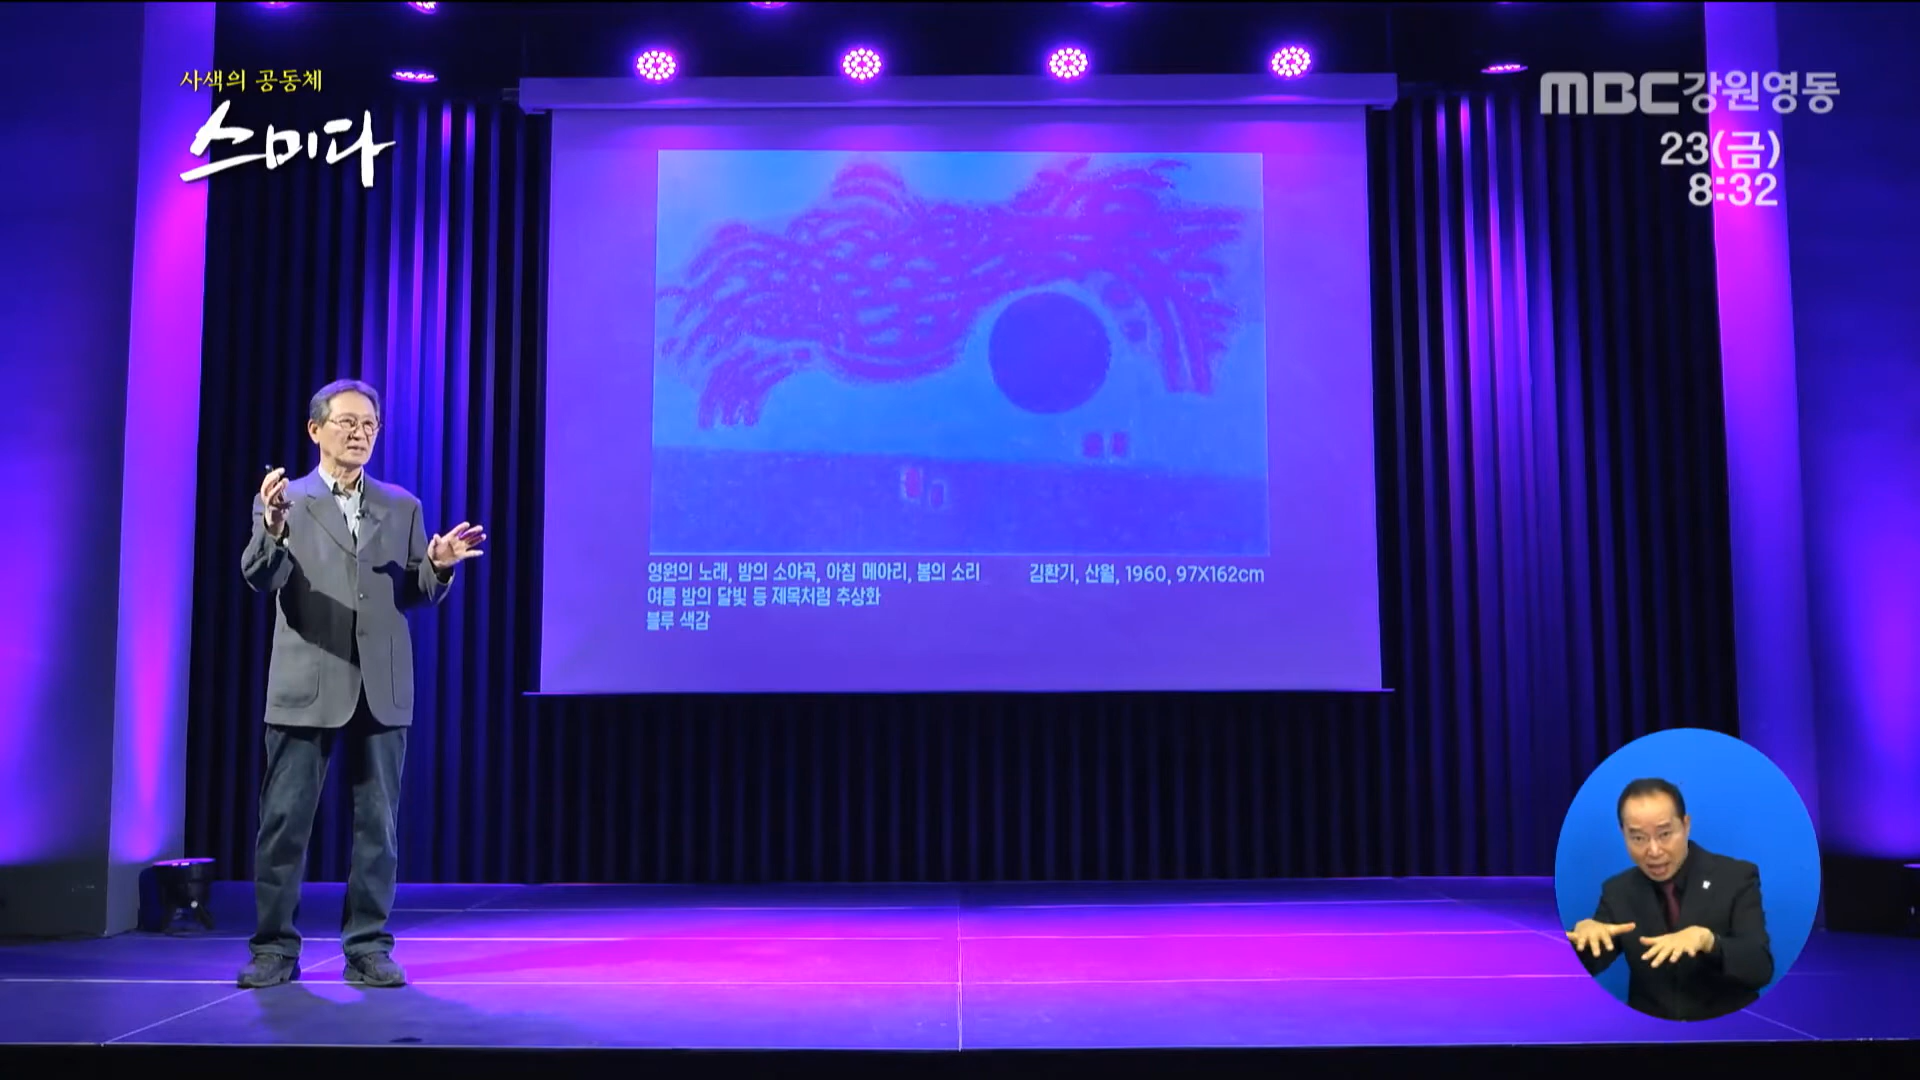 사색의 공동체
스미다
MBC강원영동
23(금)
8:32
영원의 노래, 밤의 소야곡, 아침 메아리, 봄의 소리
여름 밤의 달빛 등 제목처럼 추상화
블루 색감
김환기, 산월, 1960, 97X162cm